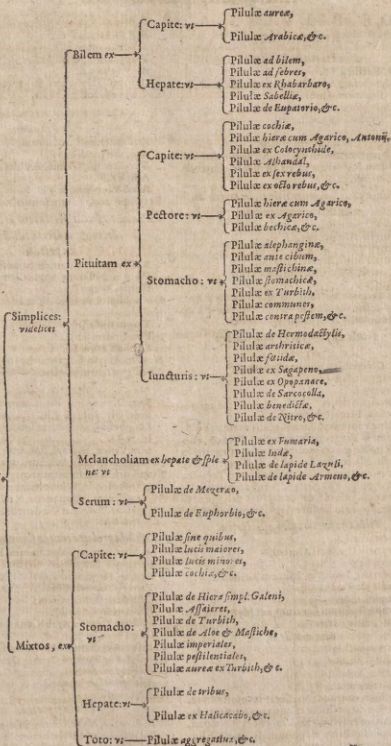 Simplices: videlicet
Bilem ex
Capite: vt
Pilulæ aureæ,
Pilulæ Arabicæ, &c.
Hepate: vt
Pilulæ ad bilem,
Pilulæ ad febres,
Pilulæ ex Rhabarbaro,
Pilulæ Sabelliæ,
Pilulæ de Eupatorio, &c.
Pituitam ex
Capite: vt
Pilulæ cochiæ,
Pilulæ hieræ cum Agarico, Antonij,
Pilulæ ex Colocynthide,
Pilulæ Alhandal,
Pilulæ ex sex rebus,
Pilulæ ex octo rebus, &c.
Pectore: vt
Pilulæ hieræ cum Agarico,
Pilulæ ex Agarico,
Pilulæ bechicæ, &c.
Stomacho: vt
Pilulæ alephanginæ,
Pilulæ ante cibum,
Pilulæ mastichinæ,
Pilulæ stomachicæ,
Pilulæ ex Turbith,
Pilulæ communes,
Pilulæ contra pestem, &c.
Iuncturis: vt
Pilulæ de Hermodactylis,
Pilulæ arthriticæ,
Pilulæ fœtidæ,
Pilulæ ex Sagapeno,
Pilulæ ex Opopanace,
Pilulæ de Sarcocolla,
Pilulæ benedictæ,
Pilulæ de Nitro, &c.
Melancholiam ex hepate & splene: vt
Pilulæ ex Fumaria,
Pilulæ Indæ,
Pilulæ de lapide Lazuli,
Pilulæ de lapide Armeno, &c.
Serum: vt
Pilulæ de Mezeræo,
Pilulæ de Euphorbio, &c.
Mixtos, ex
Capite: vt
Pilulæ sine quibus,
Pilulæ lucis maiores,
Pilulæ lucis minores,
Pilulæ cochiæ, &c.
Stomacho: vt
Pilulæ de Hiera simpl. Galeni,
Pilulæ Assaieret,
Pilulæ de Turbith,
Pilulæ de Aloe & Mastiche,
Pilulæ imperiales,
Pilulæ pestilentiales,
Pilulæ aureæ ex Turbith, &c.
Hepate: vt
Pilulæ de tribus,
Pilulæ ex Halicacabo, &c.
Toto: vt
Pilulæ aggregatiuæ, &c.